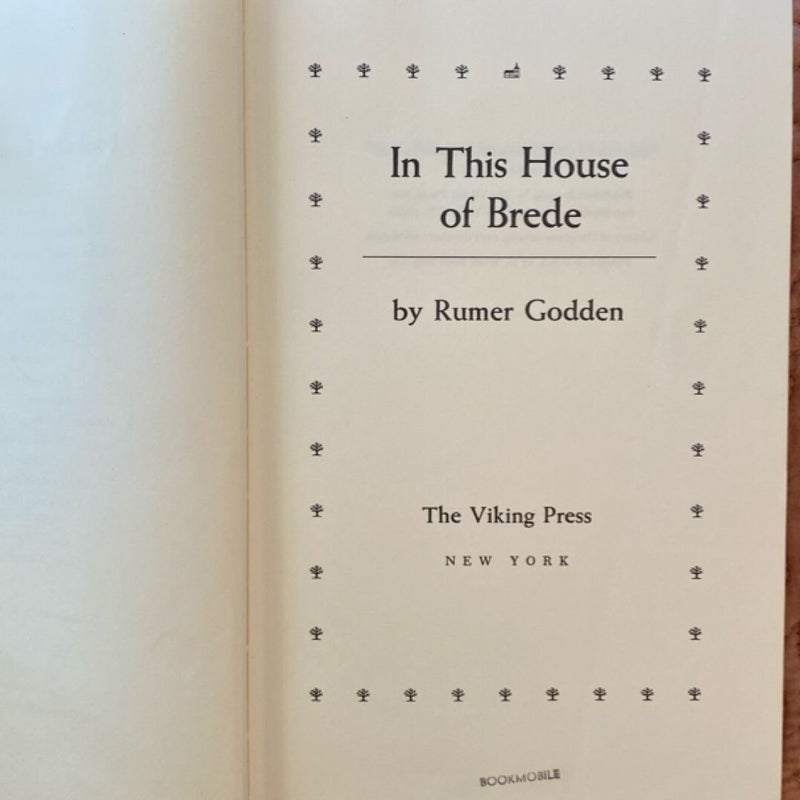 In This House
of Brede
by Rumer Godden
The Viking Press
NEW YORK
BOOKMOBILE